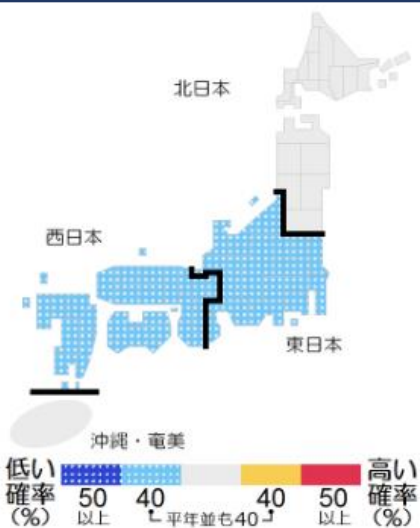 北日本
西日本
東日本
沖縄・奄美
低い
確率
(%)
50
以上
40
平年並も40
40
50
以上
高い
確率
(%)